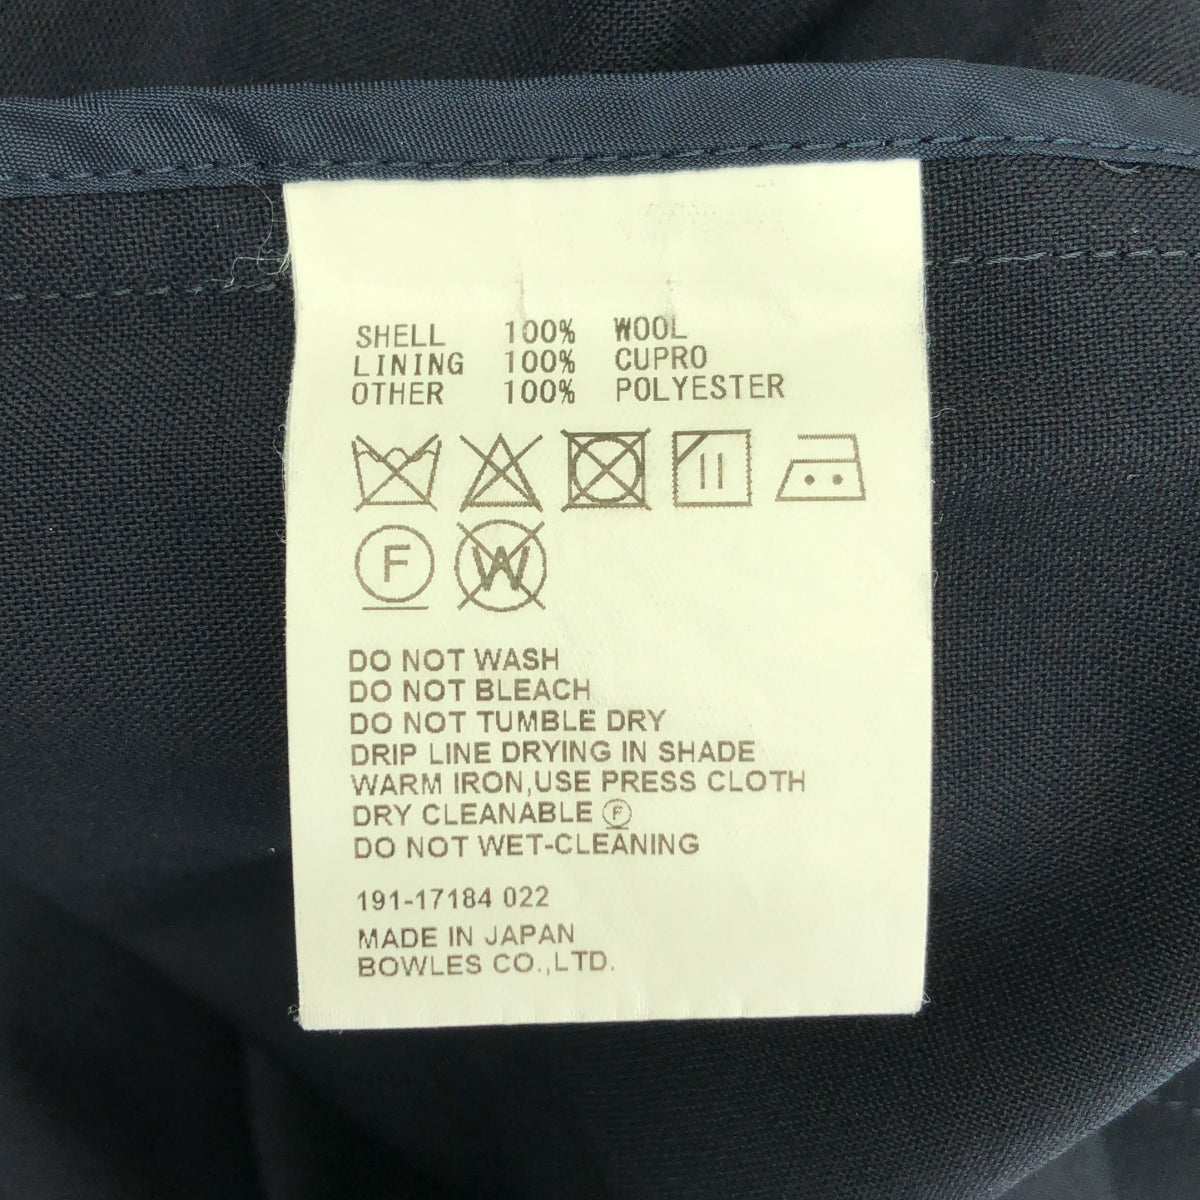 SHELL 100% WOOL
LINING 100% CUPRO
OTHER 100% POLYESTER
F W
DO NOT WASH
DO NOT BLEACH
DO NOT TUMBLE DRY
DRIP LINE DRYING IN SHADE
WARM IRON,USE PRESS CLOTH
DRY CLEANABLE Ⓕ
DO NOT WET-CLEANING
191-17184 022
MADE IN JAPAN
BOWLES CO.,LTD.